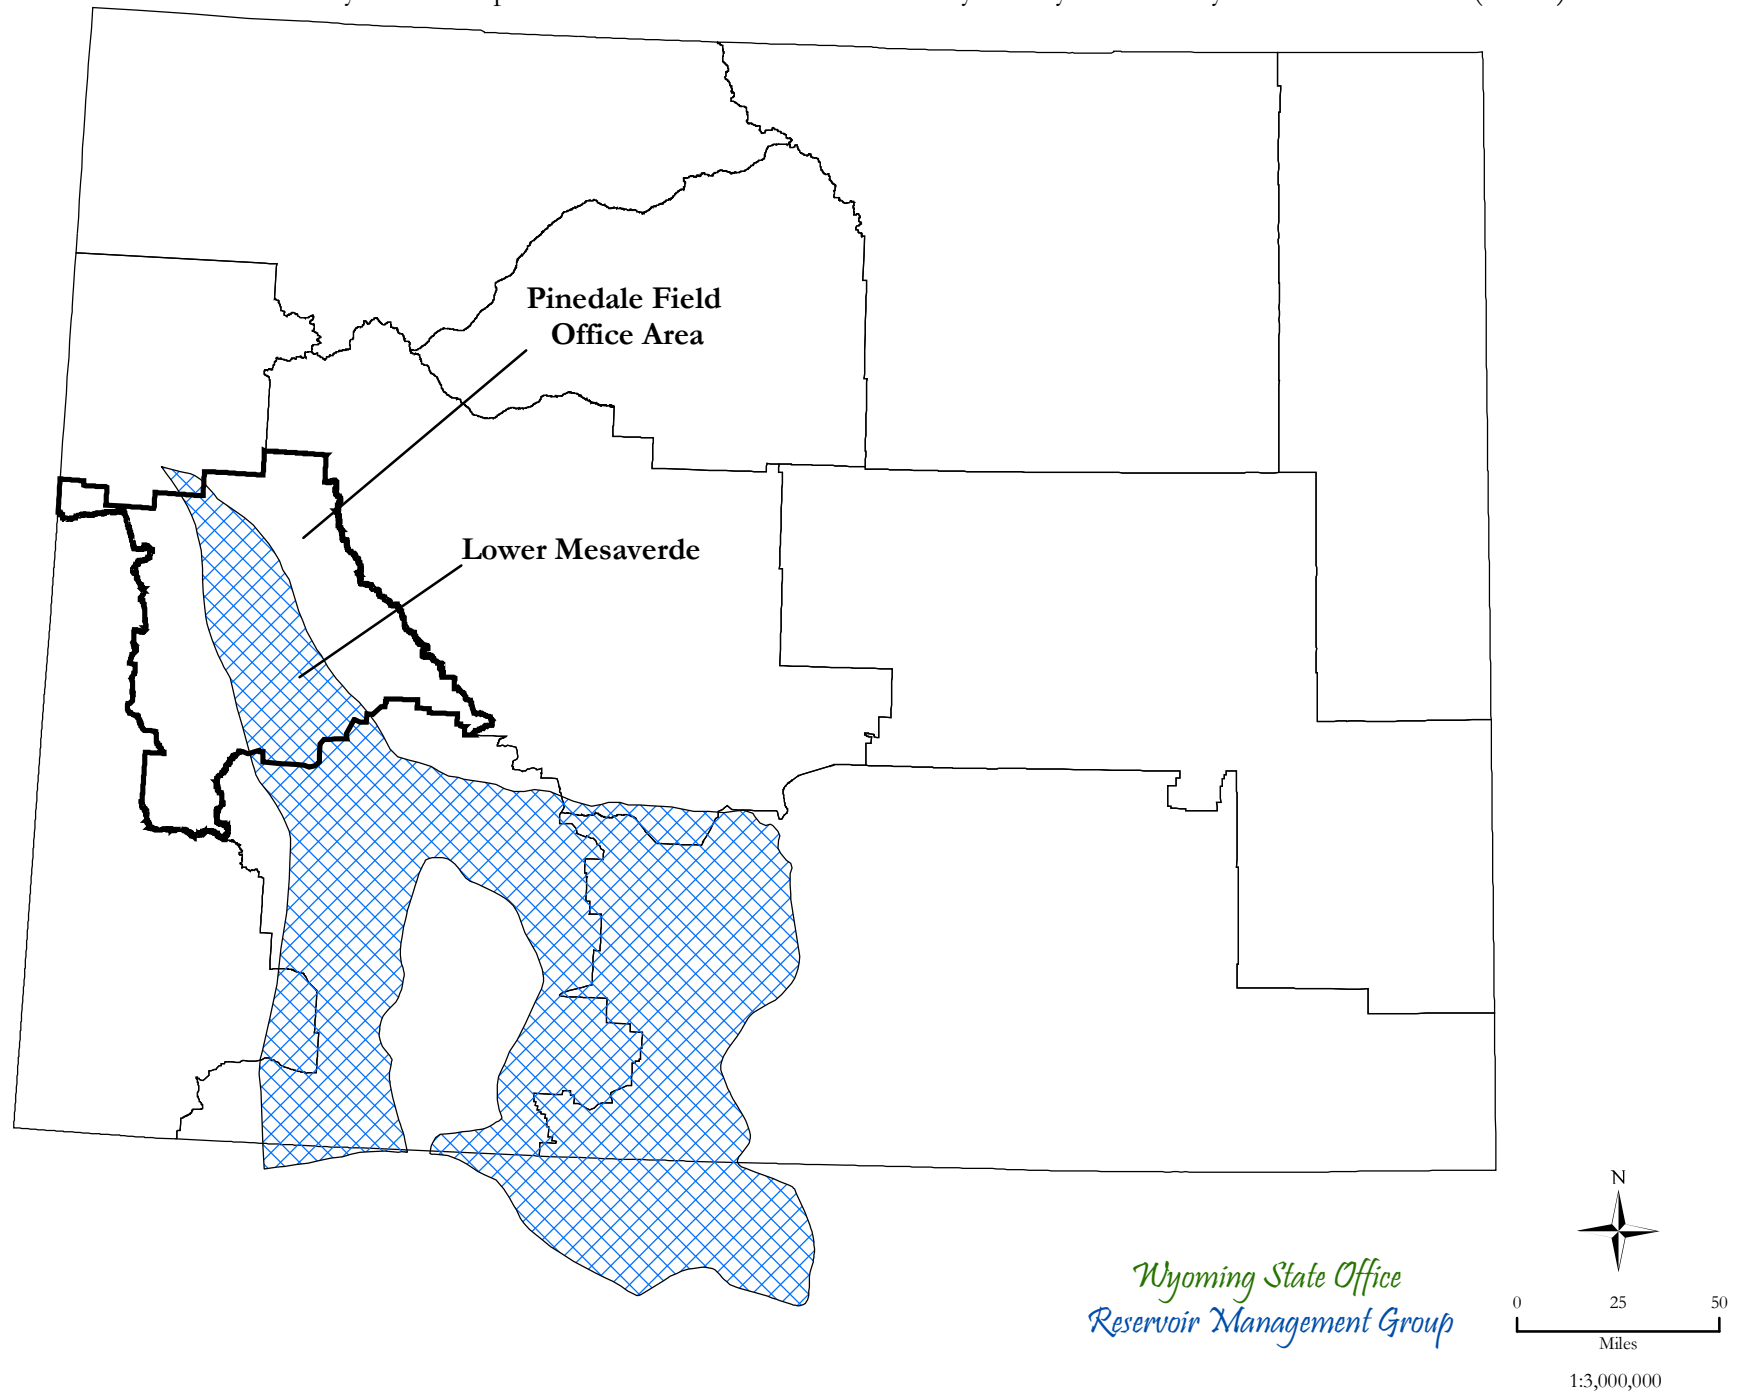 Pinedale Field
Office Area
Lower Mesaverde
N
Wyoming State Office
Reservoir Management Group
0 25 50
Miles
1:3,000,000